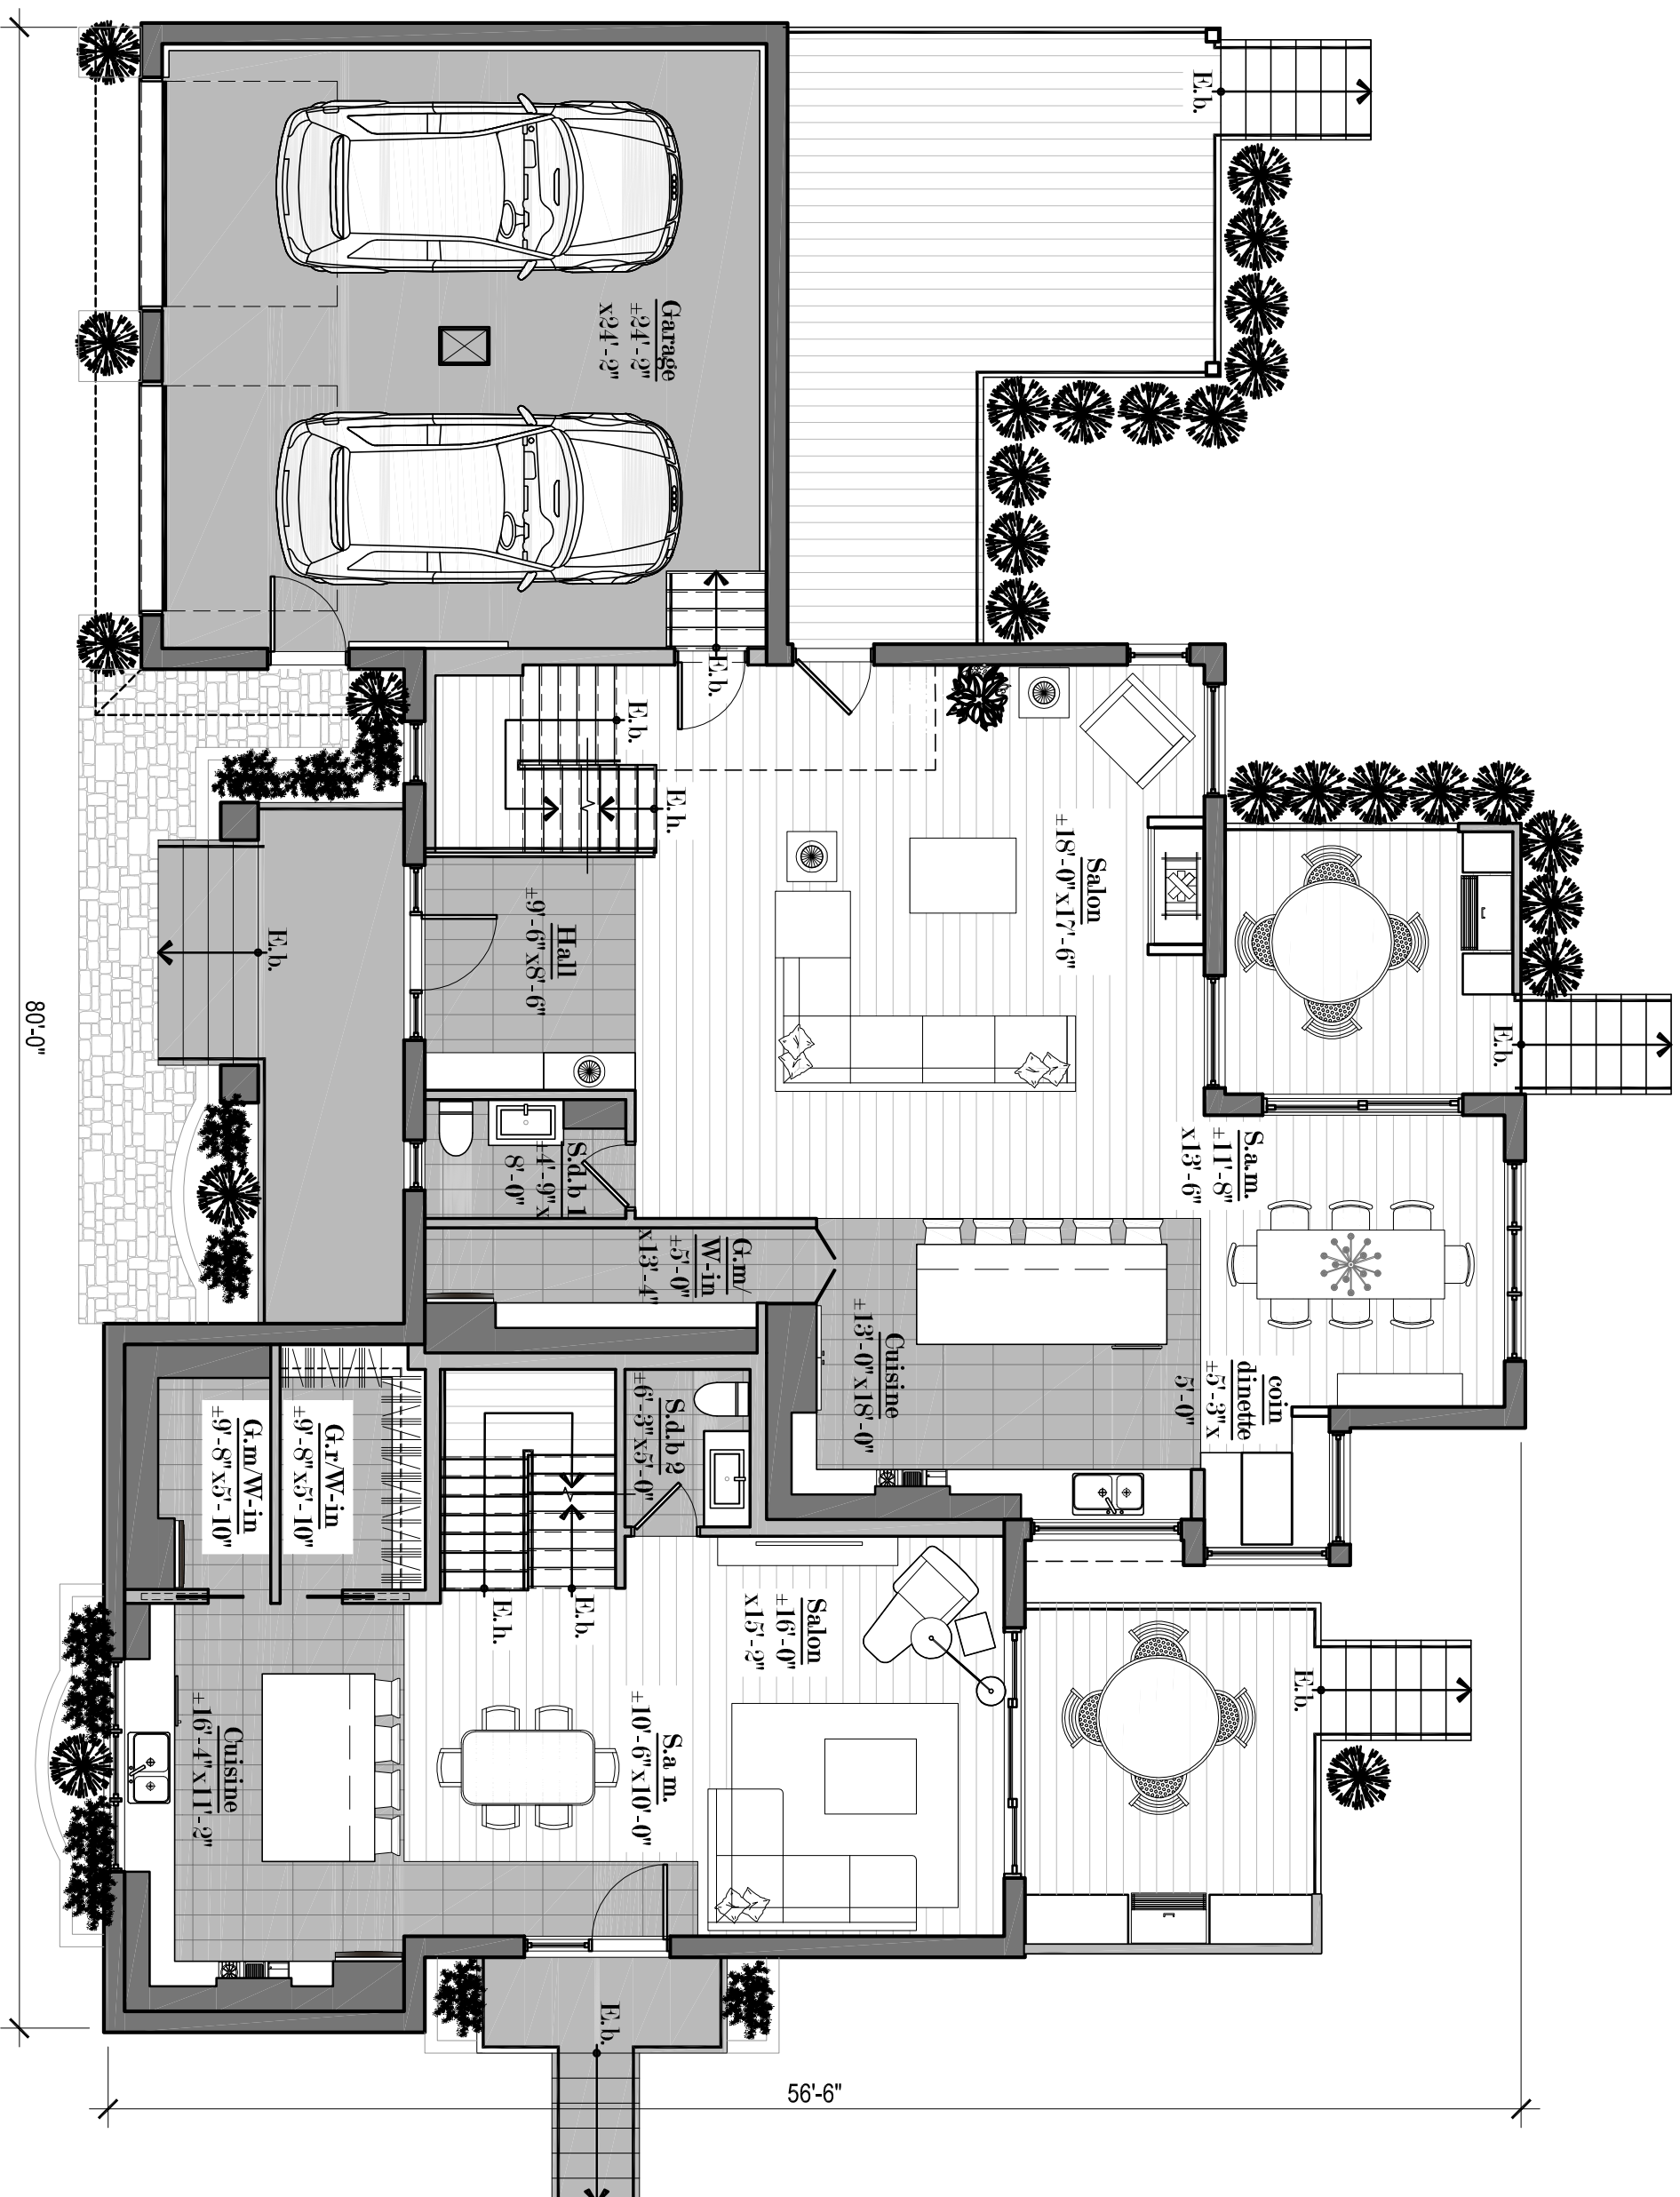 E.b.
Garage
±24'-2"
x24'-2"
E.b.
E.b.
E.h.
Salon
±18'-0"x17'-6"
Hall
±9'-6"x8'-6"
E.b.
E.b.
80'-0"
S.a.m.
±11'-8"
x13'-6"
S.d.b 1
±4'-9"x
8'-0"
G.m/
W-in
±5'-0"
x13'-4"
Cuisine
±13'-0"x18'-0"
coin
dinette
±5'-3"x
5'-0"
S.d.b 2
±6'-3"x5'-0"
G.r/W-in
±9'-8"x5'-10"
G.m/W-in
±9'-8"x5'-10"
E.b.
E.h.
Salon
±16'-0"
x15'-2"
E.b.
S.a m.
±10'-6"x10'-0"
Cuisine
±16'-4"x11'-2"
E.b.
56'-6"